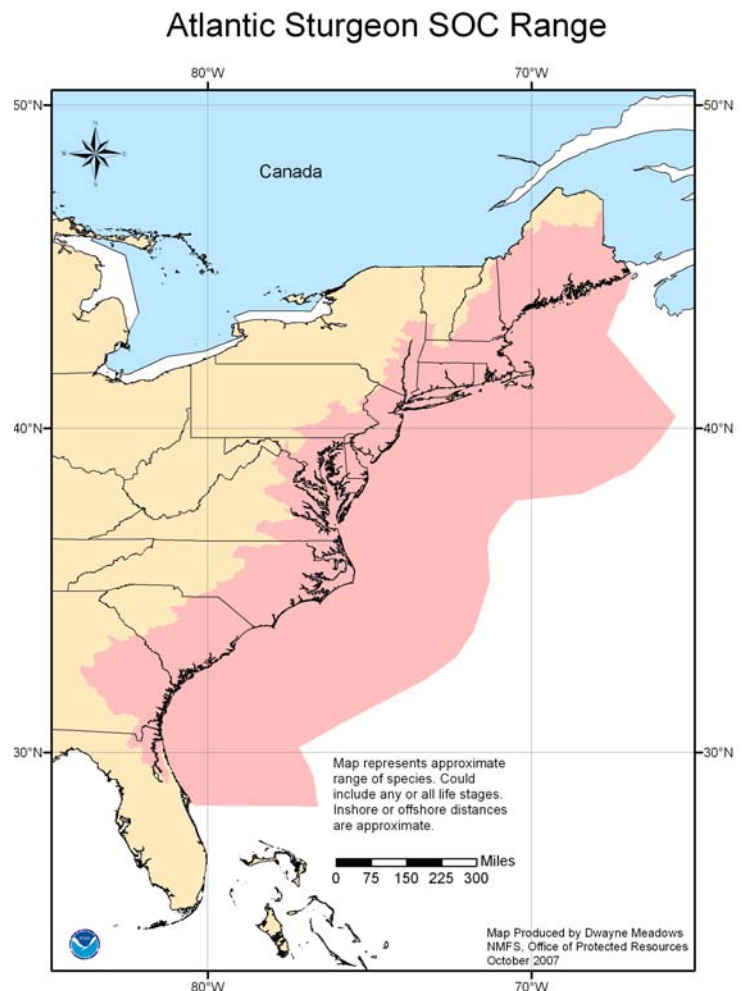 Atlantic Sturgeon SOC Range
80°W
70°W
50°N
50°N
N
W
E
S
Canada
40°N
40°N
30°N
30°N
Map represents approximate
range of species. Could
include any or all life stages.
Inshore or offshore distances
are approximate.
Miles
0 75 150 225 300
Map Produced by Dwayne Meadows
NMFS, Office of Protected Resources
October 2007
80°W
70°W